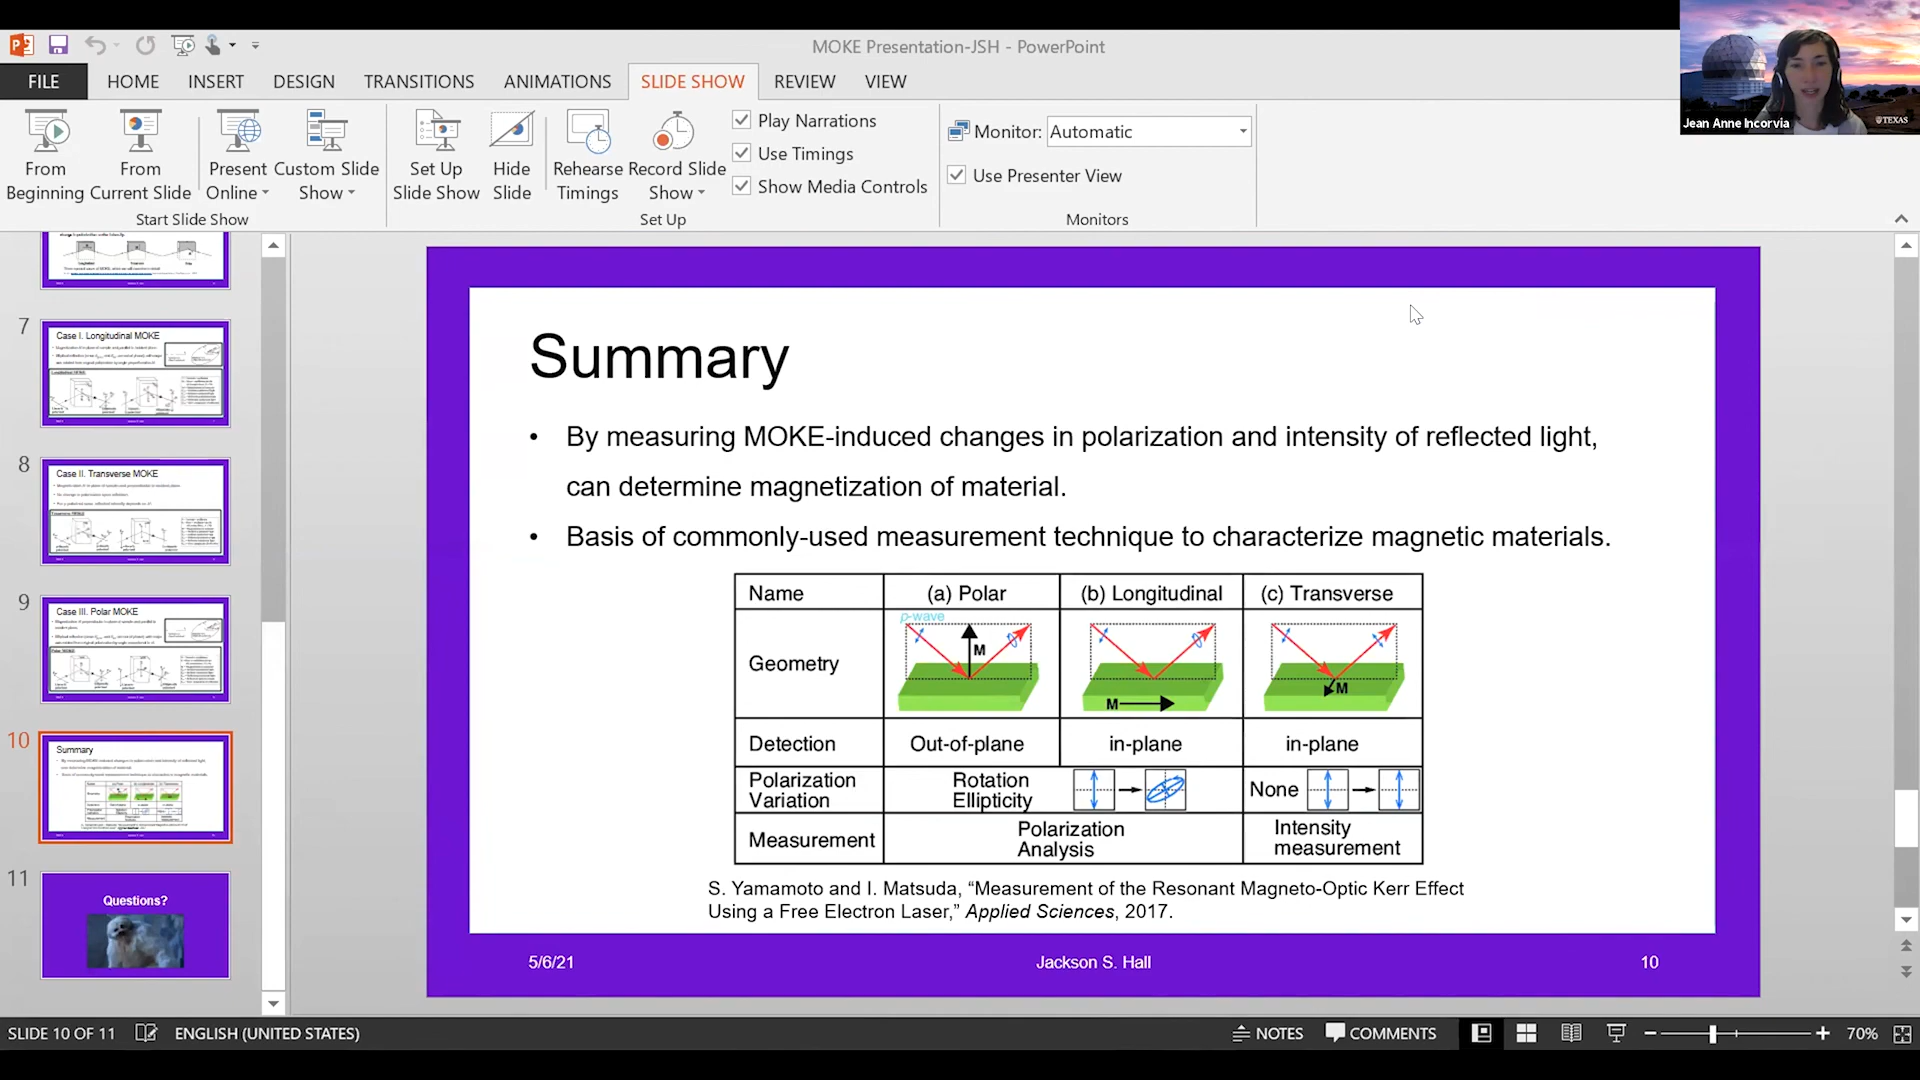 MOKE Presentation-JSH - PowerPoint
FILE HOME INSERT DESIGN TRANSITIONS ANIMATIONS SLIDE SHOW REVIEW VIEW
From Beginning
From Current Slide
Present Online
Custom Slide Show
Start Slide Show
Set Up Slide Show
Hide Slide
Rehearse Timings
Record Slide Show
Play Narrations
Use Timings
Show Media Controls
Set Up
Monitor: Automatic
Use Presenter View
Monitors
Jean Anne Incorvia
TEXAS
7
Case I. Longitudinal MOKE
8
Case II. Transverse MOKE
9
Case III. Polar MOKE
10
Summary
11
Questions?
Summary
• By measuring MOKE-induced changes in polarization and intensity of reflected light,
can determine magnetization of material.
• Basis of commonly-used measurement technique to characterize magnetic materials.
Name (a) Polar (b) Longitudinal (c) Transverse
p-wave
Geometry M M M
Detection Out-of-plane in-plane in-plane
Polarization Variation Rotation Ellipticity None
Measurement Polarization Analysis Intensity measurement
S. Yamamoto and I. Matsuda, “Measurement of the Resonant Magneto-Optic Kerr Effect
Using a Free Electron Laser,” Applied Sciences, 2017.
5/6/21 Jackson S. Hall 10
SLIDE 10 OF 11 ENGLISH (UNITED STATES) NOTES COMMENTS 70%